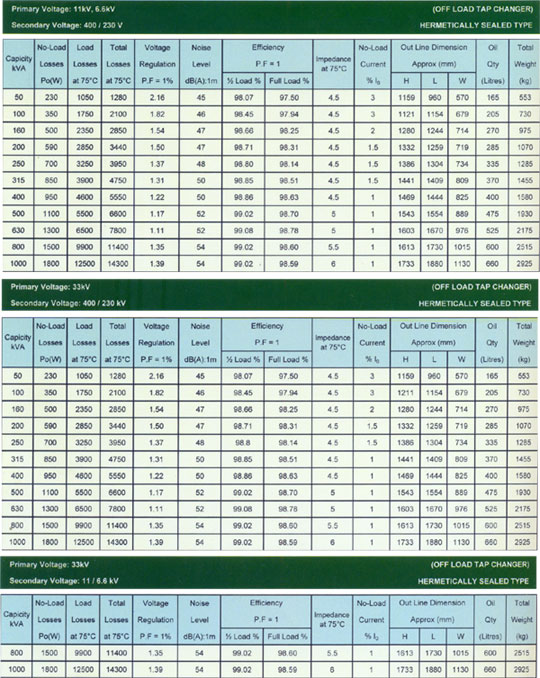 Primary Voltage: 11kV, 6.6kV (OFF LOAD TAP CHANGER)
Secondary Voltage: 400 / 230 V HERMETICALLY SEALED TYPE
Capicity kVA No-Load Losses Po(W) Load Losses at 75°C Total Losses at 75°C Voltage Regulation P.F = 1% Noise Level dB(A):1m Efficiency P.F = 1 ½ Load % Full Load % Impedance at 75°C No-Load Current % I₀ Out Line Dimension Approx (mm) H L W Oil Qty (Litres) Total Weight (kg)
50 230 1050 1280 2.16 45 98.07 97.50 4.5 3 1159 960 570 165 553
100 350 1750 2100 1.82 46 98.45 97.94 4.5 3 1121 1154 679 205 730
160 500 2350 2850 1.54 47 98.66 98.25 4.5 2 1280 1244 714 270 975
200 590 2850 3440 1.50 47 98.71 98.31 4.5 1.5 1332 1259 719 285 1070
250 700 3250 3950 1.37 48 98.80 98.14 4.5 1.5 1386 1304 734 335 1285
315 850 3900 4750 1.31 50 98.85 98.51 4.5 1.5 1441 1409 809 370 1455
400 950 4600 5550 1.22 50 98.86 98.63 4.5 1 1469 1444 825 400 1580
500 1100 5500 6600 1.17 52 99.02 98.70 5 1 1543 1554 889 475 1930
630 1300 6500 7800 1.11 52 99.08 98.78 5 1 1603 1670 976 525 2175
800 1500 9900 11400 1.35 54 99.02 98.60 5.5 1 1613 1730 1015 600 2515
1000 1800 12500 14300 1.39 54 99.02 98.59 6 1 1733 1880 1130 660 2925
Primary Voltage: 33kV (OFF LOAD TAP CHANGER)
Secondary Voltage: 400 / 230 kV HERMETICALLY SEALED TYPE
Capicity kVA No-Load Losses Po(W) Load Losses at 75°C Total Losses at 75°C Voltage Regulation P.F = 1% Noise Level dB(A):1m Efficiency P.F = 1 ½ Load % Full Load % Impedance at 75°C No-Load Current % I₀ Out Line Dimension Approx (mm) H L W Oil Qty (Litres) Total Weight (kg)
50 230 1050 1280 2.16 45 98.07 97.50 4.5 3 1159 960 570 165 553
100 350 1750 2100 1.82 46 98.45 97.94 4.5 3 1211 1154 679 205 730
160 500 2350 2850 1.54 47 98.66 98.25 4.5 2 1280 1244 714 270 975
200 590 2850 3440 1.50 47 98.71 98.31 4.5 1.5 1332 1259 719 285 1070
250 700 3250 3950 1.37 48 98.8 98.14 4.5 1.5 1386 1304 734 335 1285
315 850 3900 4750 1.31 50 98.85 98.51 4.5 1 1441 1409 809 370 1455
400 950 4600 5550 1.22 50 98.86 98.63 4.5 1 1469 1444 825 400 1580
500 1100 5500 6600 1.17 52 99.02 98.70 5 1 1543 1554 889 475 1930
630 1300 6500 7800 1.11 52 99.08 98.78 5 1 1603 1670 976 525 2175
800 1500 9900 11400 1.35 54 99.02 98.60 5.5 1 1613 1730 1015 600 2515
1000 1800 12500 14300 1.39 54 99.02 98.59 6 1 1733 1880 1130 660 2925
Primary Voltage: 33kV (OFF LOAD TAP CHANGER)
Secondary Voltage: 11 / 6.6 kV HERMETICALLY SEALED TYPE
Capicity kVA No-Load Losses Po(W) Load Losses at 75°C Total Losses at 75°C Voltage Regulation P.F = 1% Noise Level dB(A):1m Efficiency P.F = 1 ½ Load % Full Load % Impedance at 75°C No-Load Current % I₀ Out Line Dimension Approx (mm) H L W Oil Qty (Litres) Total Weight (kg)
800 1500 9900 11400 1.35 54 99.02 98.60 5.5 1 1613 1730 1015 600 2515
1000 1800 12500 14300 1.39 54 99.02 98.59 6 1 1733 1880 1130 660 2925